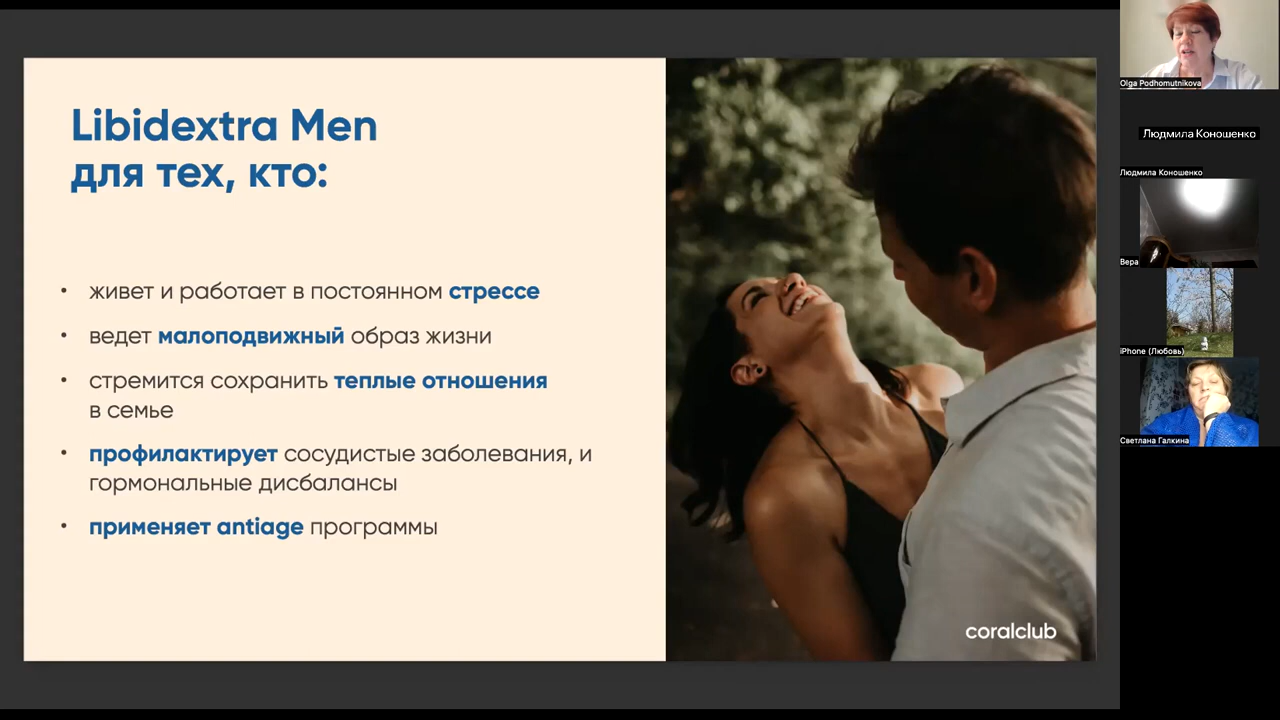 Libidextra Men
для тех, кто:
• живет и работает в постоянном стрессе
• ведет малоподвижный образ жизни
• стремится сохранить теплые отношения
в семье
• профилактирует сосудистые заболевания, и
гормональные дисбалансы
• применяет antiage программы
coralclub
Olga Podhomutnikova
Людмила Коношенко
Людмила Коношенко
Вера
iPhone (Любовь)
Светлана Галкина